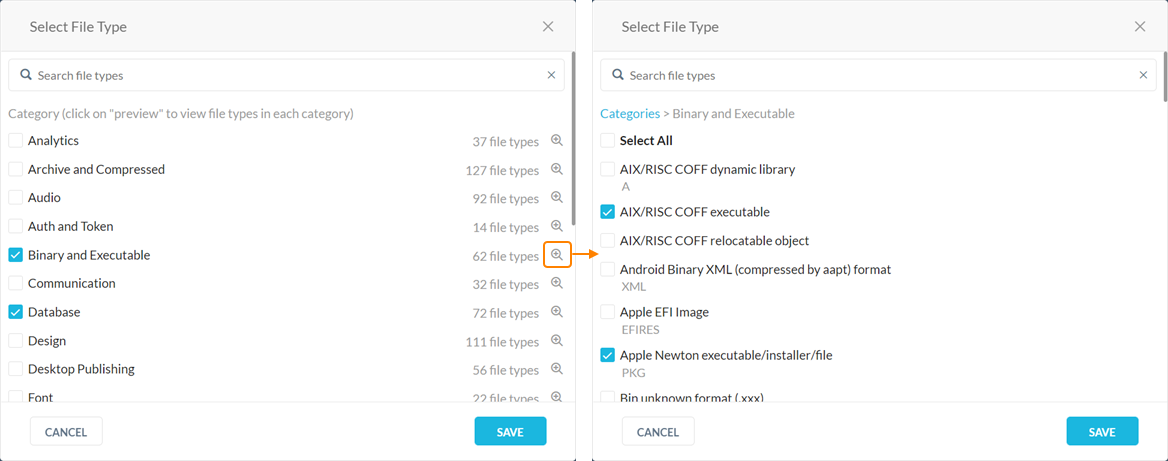 Select File Type
Search file types
Category (click on "preview" to view file types in each category)
Analytics 37 file types
Archive and Compressed 127 file types
Audio 92 file types
Auth and Token 14 file types
Binary and Executable 62 file types
Communication 32 file types
Database 72 file types
Design 111 file types
Desktop Publishing 56 file types
Font 22 file types
CANCEL SAVE
Select File Type
Search file types
Categories > Binary and Executable
Select All
AIX/RISC COFF dynamic library
A
AIX/RISC COFF executable
AIX/RISC COFF relocatable object
Android Binary XML (compressed by aapt) format
XML
Apple EFI Image
EFIRES
Apple Newton executable/installer/file
PKG
Bin unknown format (.xxx)
CANCEL SAVE